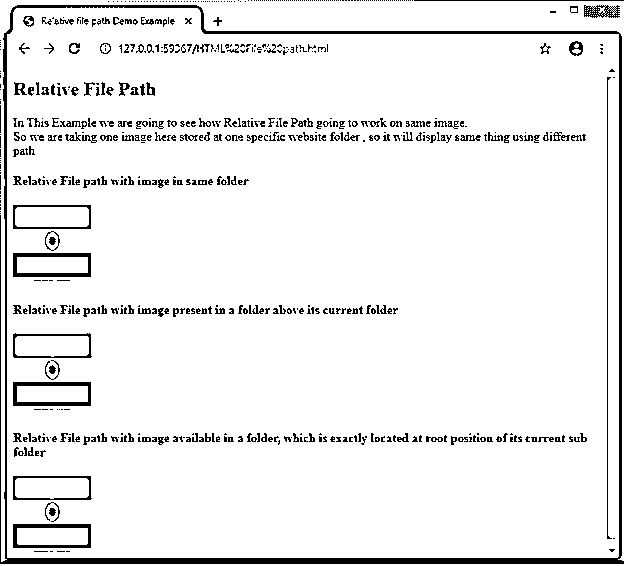 Relative file path Demo Example
127.0.0.1:59367/HTML%20File%20path.html
Relative File Path
In This Example we are going to see how Relative File Path going to work on same image.
So we are taking one image here stored at one specific website folder , so it will display same thing using different
path
Relative File path with image in same folder
Relative File path with image present in a folder above its current folder
Relative File path with image available in a folder, which is exactly located at root position of its current sub
folder